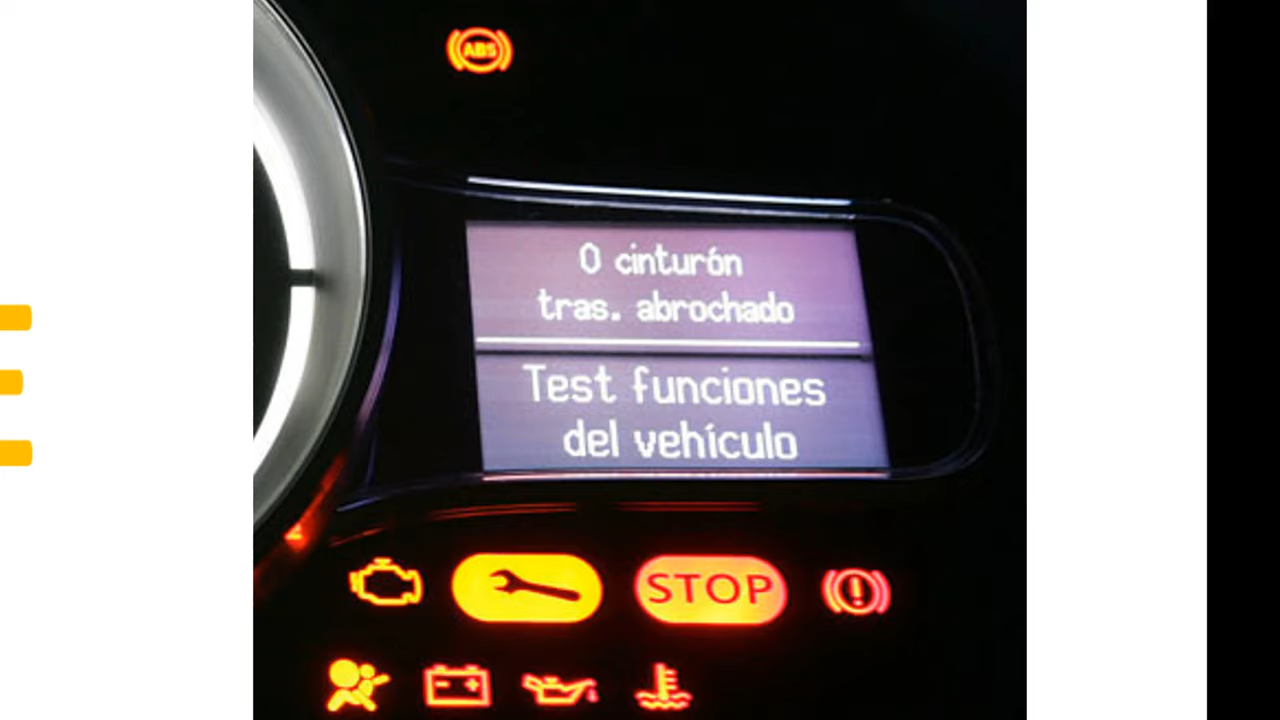 ABS
0 cinturón
tras. abrochado
Test funciones
del vehículo
STOP